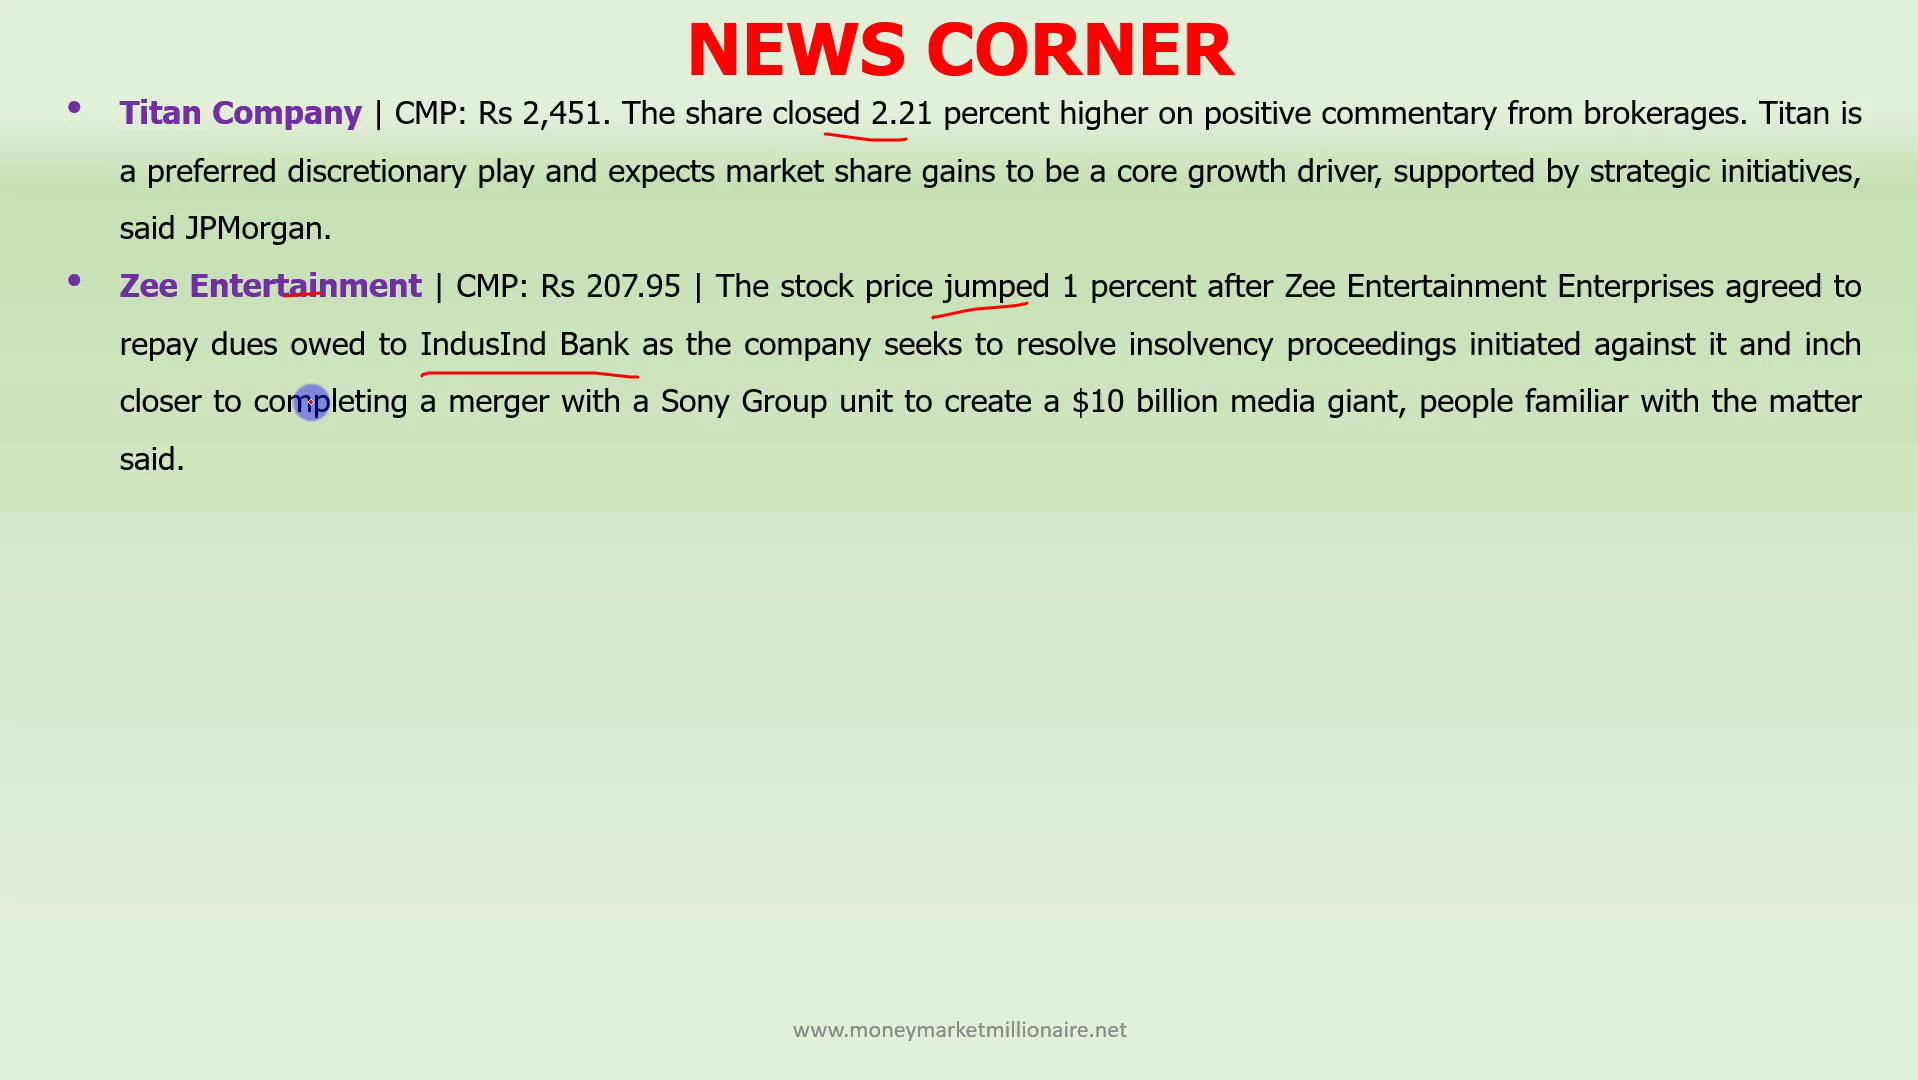 NEWS CORNER
• Titan Company | CMP: Rs 2,451. The share closed 2.21 percent higher on positive commentary from brokerages. Titan is
a preferred discretionary play and expects market share gains to be a core growth driver, supported by strategic initiatives,
said JPMorgan.
• Zee Entertainment | CMP: Rs 207.95 | The stock price jumped 1 percent after Zee Entertainment Enterprises agreed to
repay dues owed to IndusInd Bank as the company seeks to resolve insolvency proceedings initiated against it and inch
closer to completing a merger with a Sony Group unit to create a $10 billion media giant, people familiar with the matter
said.
www.moneymarketmillionaire.net